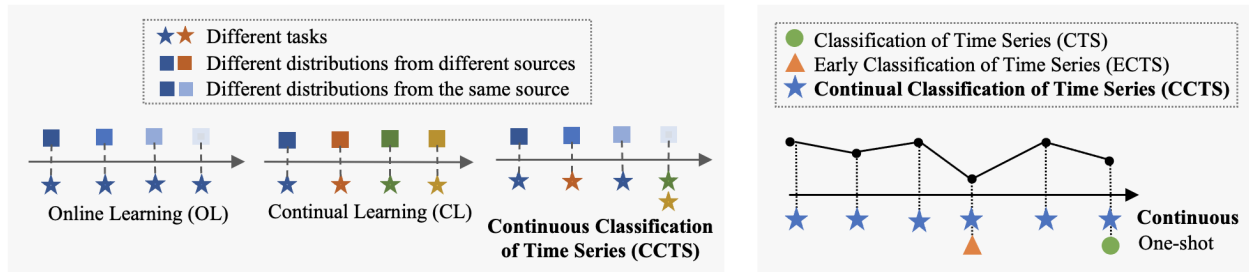 Different tasks
Different distributions from different sources
Different distributions from the same source
Online Learning (OL)
Continual Learning (CL)
Continuous Classification
of Time Series (CCTS)
Classification of Time Series (CTS)
Early Classification of Time Series (ECTS)
Continual Classification of Time Series (CCTS)
Continuous
One-shot